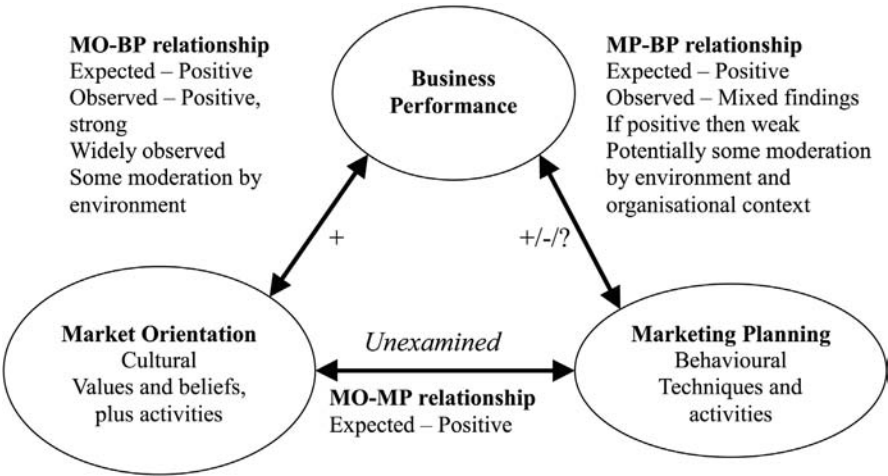 MO-BP relationship
Expected – Positive
Observed – Positive,
strong
Widely observed
Some moderation by
environment
Business
Performance
MP-BP relationship
Expected – Positive
Observed – Mixed findings
If positive then weak
Potentially some moderation
by environment and
organisational context
+
+/-/?
Market Orientation
Cultural
Values and beliefs,
plus activities
Unexamined
MO-MP relationship
Expected – Positive
Marketing Planning
Behavioural
Techniques and
activities